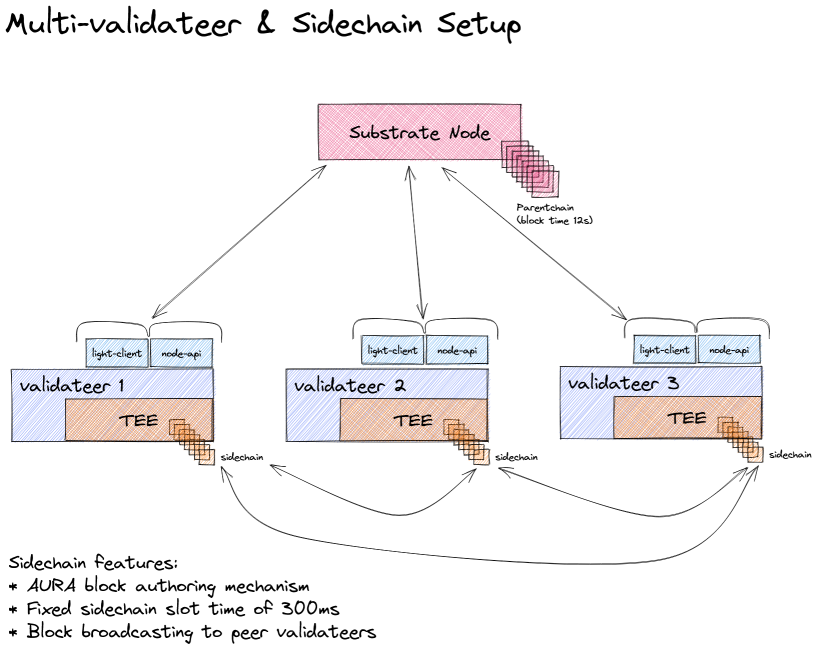 Multi-validateer & Sidechain Setup
Substrate Node
Parentchain
(block time 12s)
light-client
node-api
light-client
node-api
light-client
node-api
validateer 1
validateer 2
validateer 3
TEE
TEE
TEE
sidechain
sidechain
sidechain
Sidechain features:
* AURA block authoring mechanism
* Fixed sidechain slot time of 300ms
* Block broadcasting to peer validateers